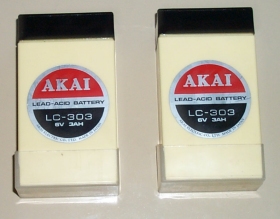 AKAI
LEAD-ACID BATTERY
LC-303
6V 3AH
AKAI
LEAD-ACID BATTERY
LC-303
6V 3AH